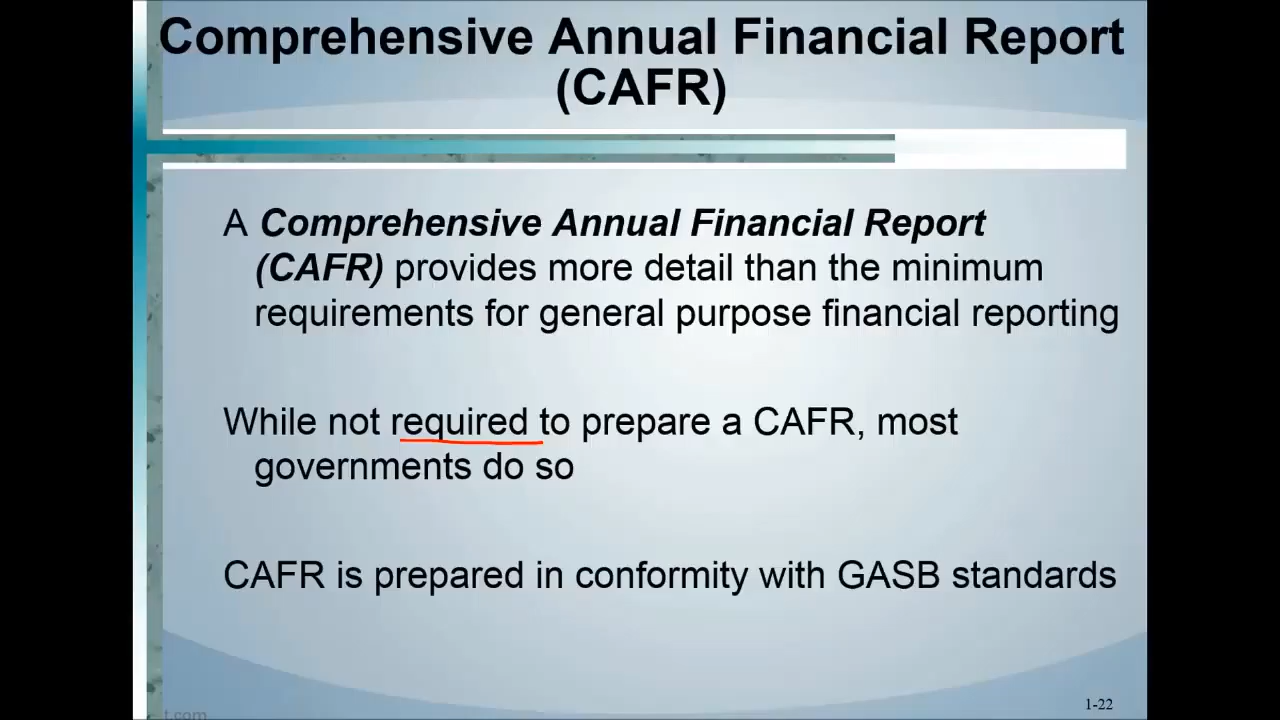 Comprehensive Annual Financial Report
(CAFR)
A Comprehensive Annual Financial Report
(CAFR) provides more detail than the minimum
requirements for general purpose financial reporting
While not required to prepare a CAFR, most
governments do so
CAFR is prepared in conformity with GASB standards
1-22
t.com